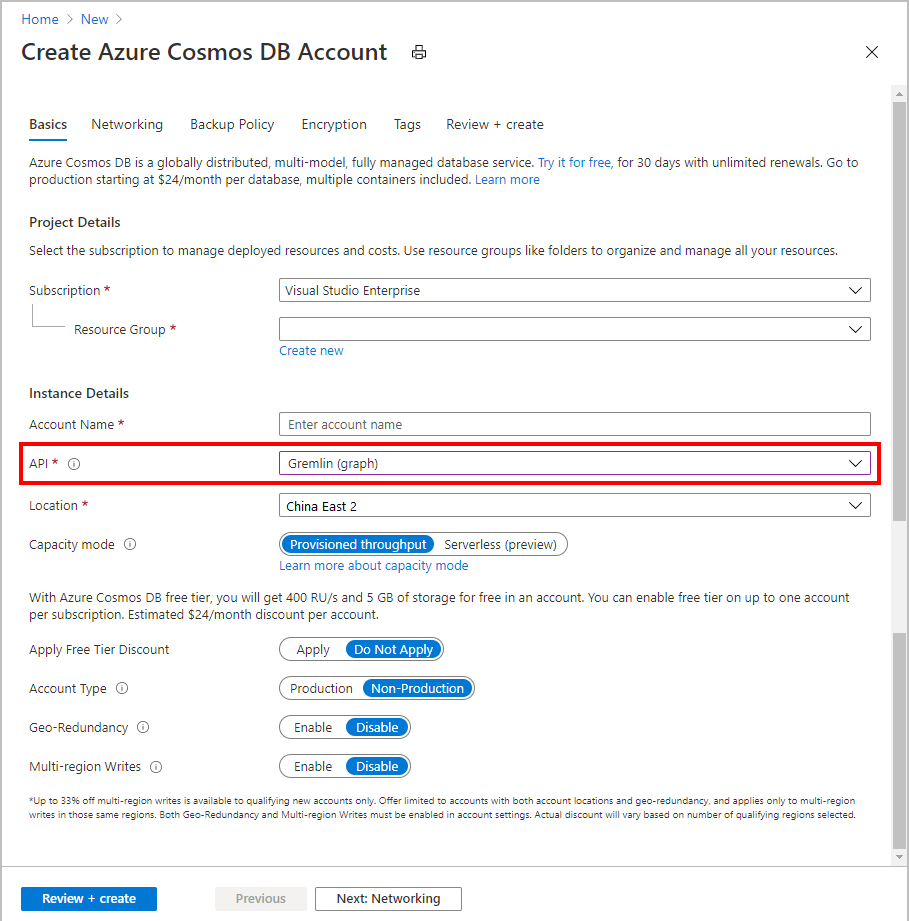 Home > New >
Create Azure Cosmos DB Account
Basics Networking Backup Policy Encryption Tags Review + create
Azure Cosmos DB is a globally distributed, multi-model, fully managed database service. Try it for free, for 30 days with unlimited renewals. Go to
production starting at $24/month per database, multiple containers included. Learn more
Project Details
Select the subscription to manage deployed resources and costs. Use resource groups like folders to organize and manage all your resources.
Subscription * Visual Studio Enterprise
Resource Group *
Create new
Instance Details
Account Name * Enter account name
API * Gremlin (graph)
Location * China East 2
Capacity mode Provisioned throughput Serverless (preview)
Learn more about capacity mode
With Azure Cosmos DB free tier, you will get 400 RU/s and 5 GB of storage for free in an account. You can enable free tier on up to one account
per subscription. Estimated $24/month discount per account.
Apply Free Tier Discount Apply Do Not Apply
Account Type Production Non-Production
Geo-Redundancy Enable Disable
Multi-region Writes Enable Disable
*Up to 33% off multi-region writes is available to qualifying new accounts only. Offer limited to accounts with both account locations and geo-redundancy, and applies only to multi-region
writes in those same regions. Both Geo-Redundancy and Multi-region Writes must be enabled in account settings. Actual discount will vary based on number of qualifying regions selected.
Review + create Previous Next: Networking